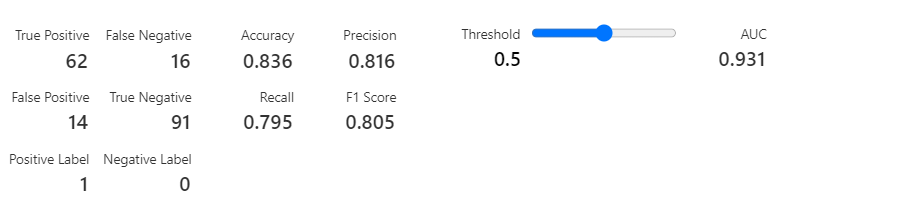 True Positive False Negative Accuracy Precision Threshold AUC
62 16 0.836 0.816 0.5 0.931
False Positive True Negative Recall F1 Score
14 91 0.795 0.805
Positive Label Negative Label
1 0